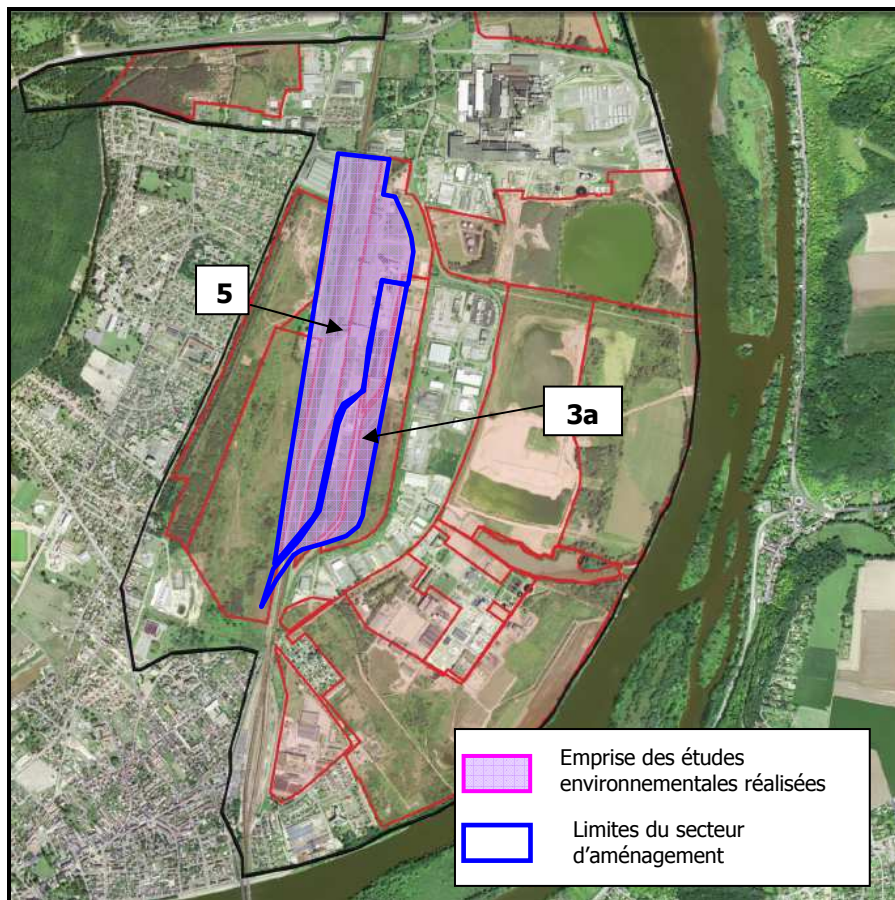 5
3a
Emprise des études
environnementales réalisées
Limites du secteur
d'aménagement